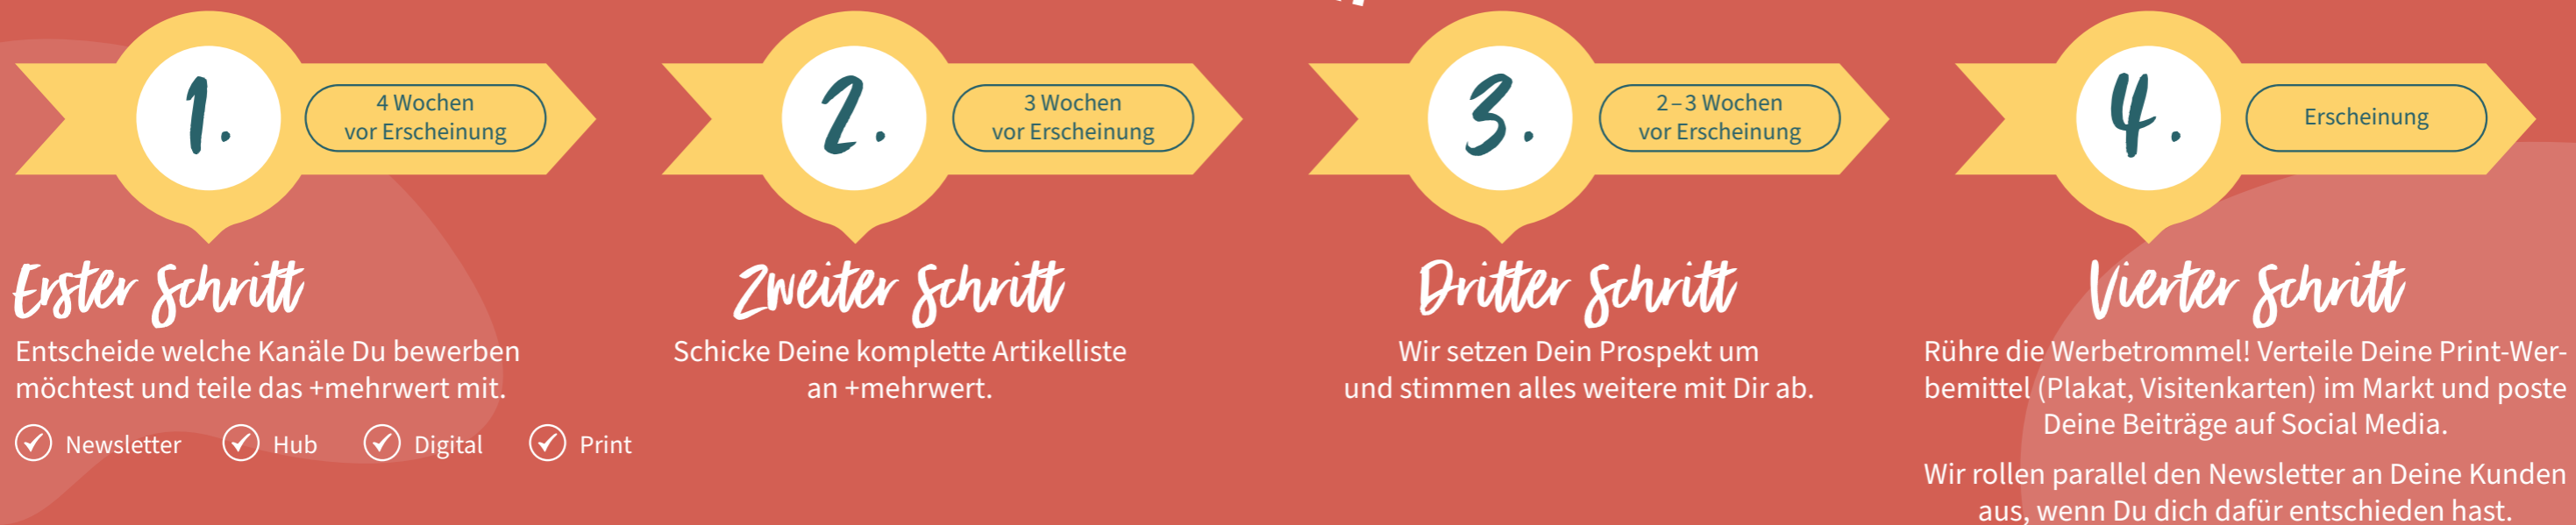 1.
4 Wochen
vor Erscheinung
Erster Schritt
Entscheide welche Kanäle Du bewerben
möchtest und teile das +mehrwert mit.
Newsletter
Hub
Digital
Print
2.
3 Wochen
vor Erscheinung
Zweiter Schritt
Schicke Deine komplette Artikelliste
an +mehrwert.
3.
2–3 Wochen
vor Erscheinung
Dritter Schritt
Wir setzen Dein Prospekt um
und stimmen alles weitere mit Dir ab.
4.
Erscheinung
Vierter Schritt
Rühre die Werbetrommel! Verteile Deine Print-Wer-
bemittel (Plakat, Visitenkarten) im Markt und poste
Deine Beiträge auf Social Media.
Wir rollen parallel den Newsletter an Deine Kunden
aus, wenn Du dich dafür entschieden hast.